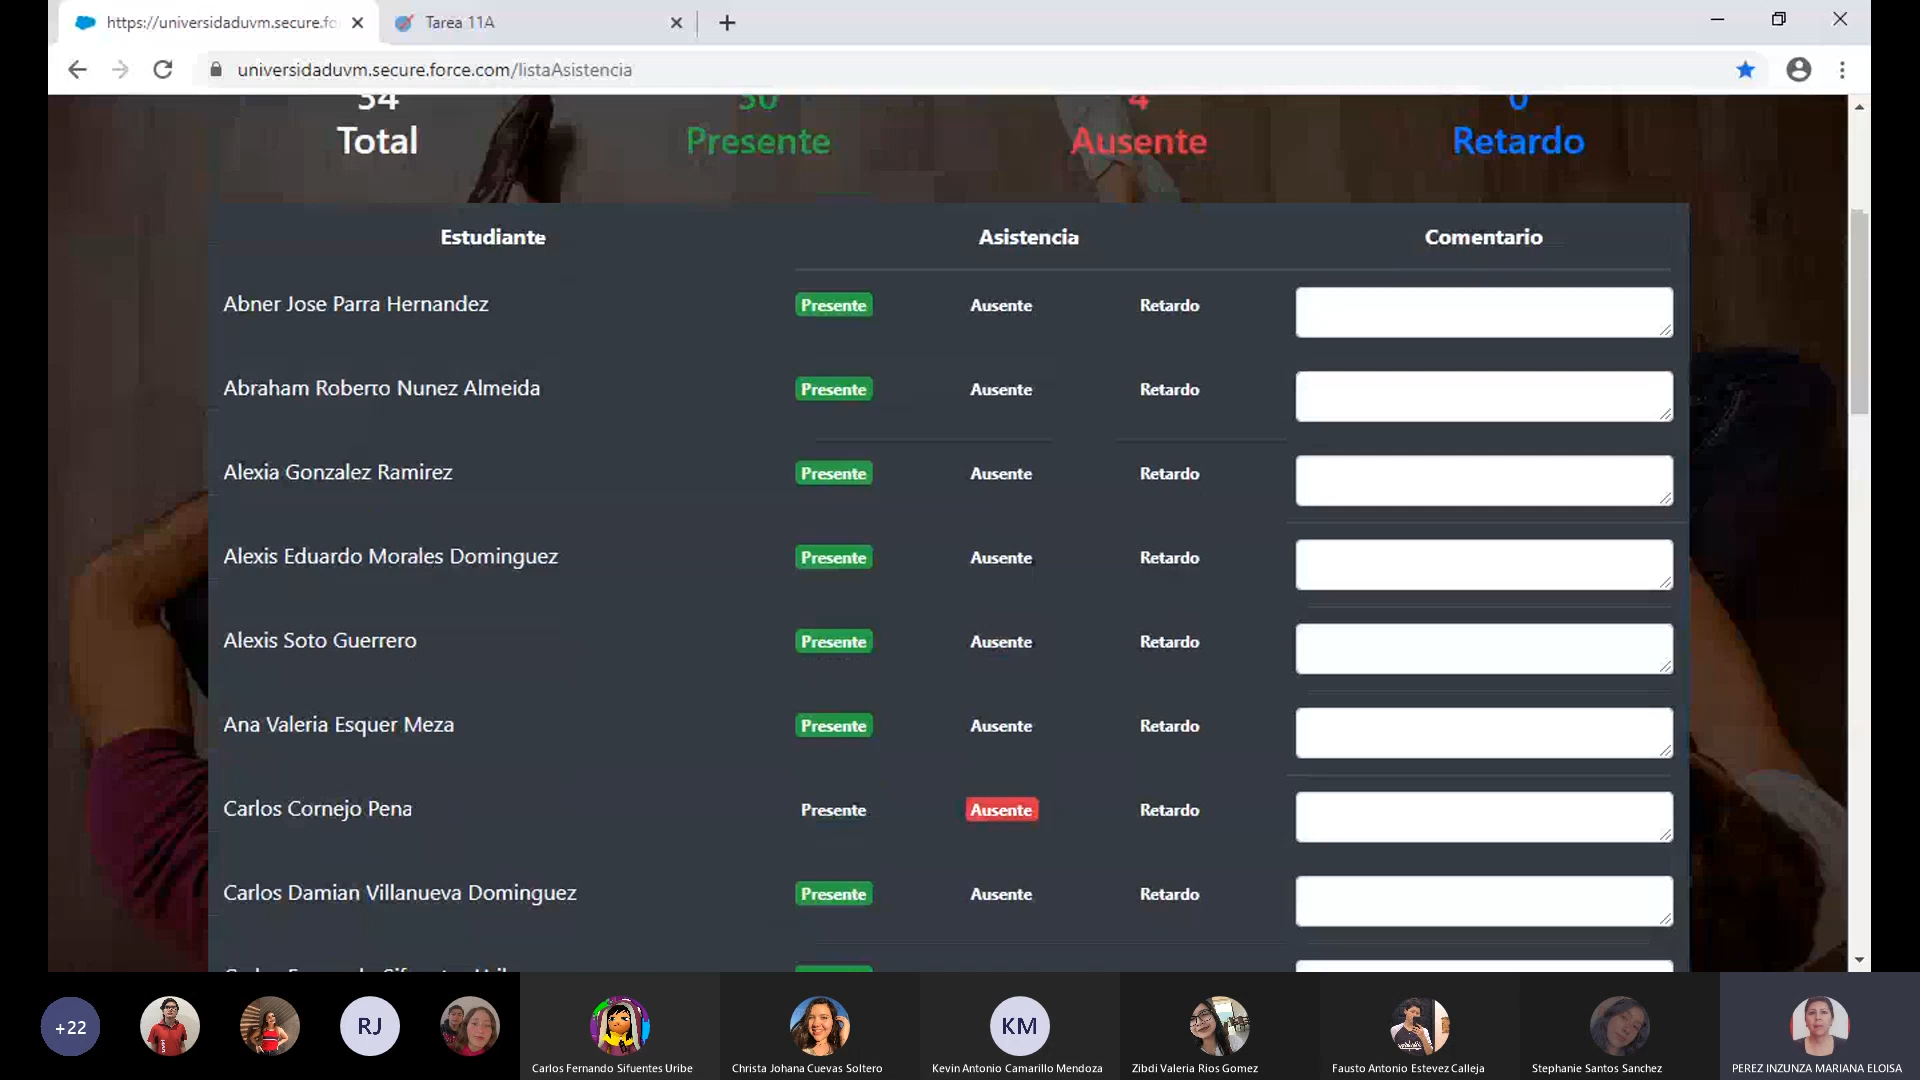 https://universidaduvm.secure.fo
Tarea 11A
universidaduvm.secure.force.com/listaAsistencia
34 30 4 0
Total Presente Ausente Retardo
Estudiante Asistencia Comentario
Abner Jose Parra Hernandez Presente Ausente Retardo
Abraham Roberto Nunez Almeida Presente Ausente Retardo
Alexia Gonzalez Ramirez Presente Ausente Retardo
Alexis Eduardo Morales Dominguez Presente Ausente Retardo
Alexis Soto Guerrero Presente Ausente Retardo
Ana Valeria Esquer Meza Presente Ausente Retardo
Carlos Cornejo Pena Presente Ausente Retardo
Carlos Damian Villanueva Dominguez Presente Ausente Retardo
+22 RJ KM
Carlos Fernando Sifuentes Uribe Christa Johana Cuevas Soltero Kevin Antonio Camarillo Mendoza Zibdi Valeria Rios Gomez Fausto Antonio Estevez Calleja Stephanie Santos Sanchez PEREZ INZUNZA MARIANA ELOISA